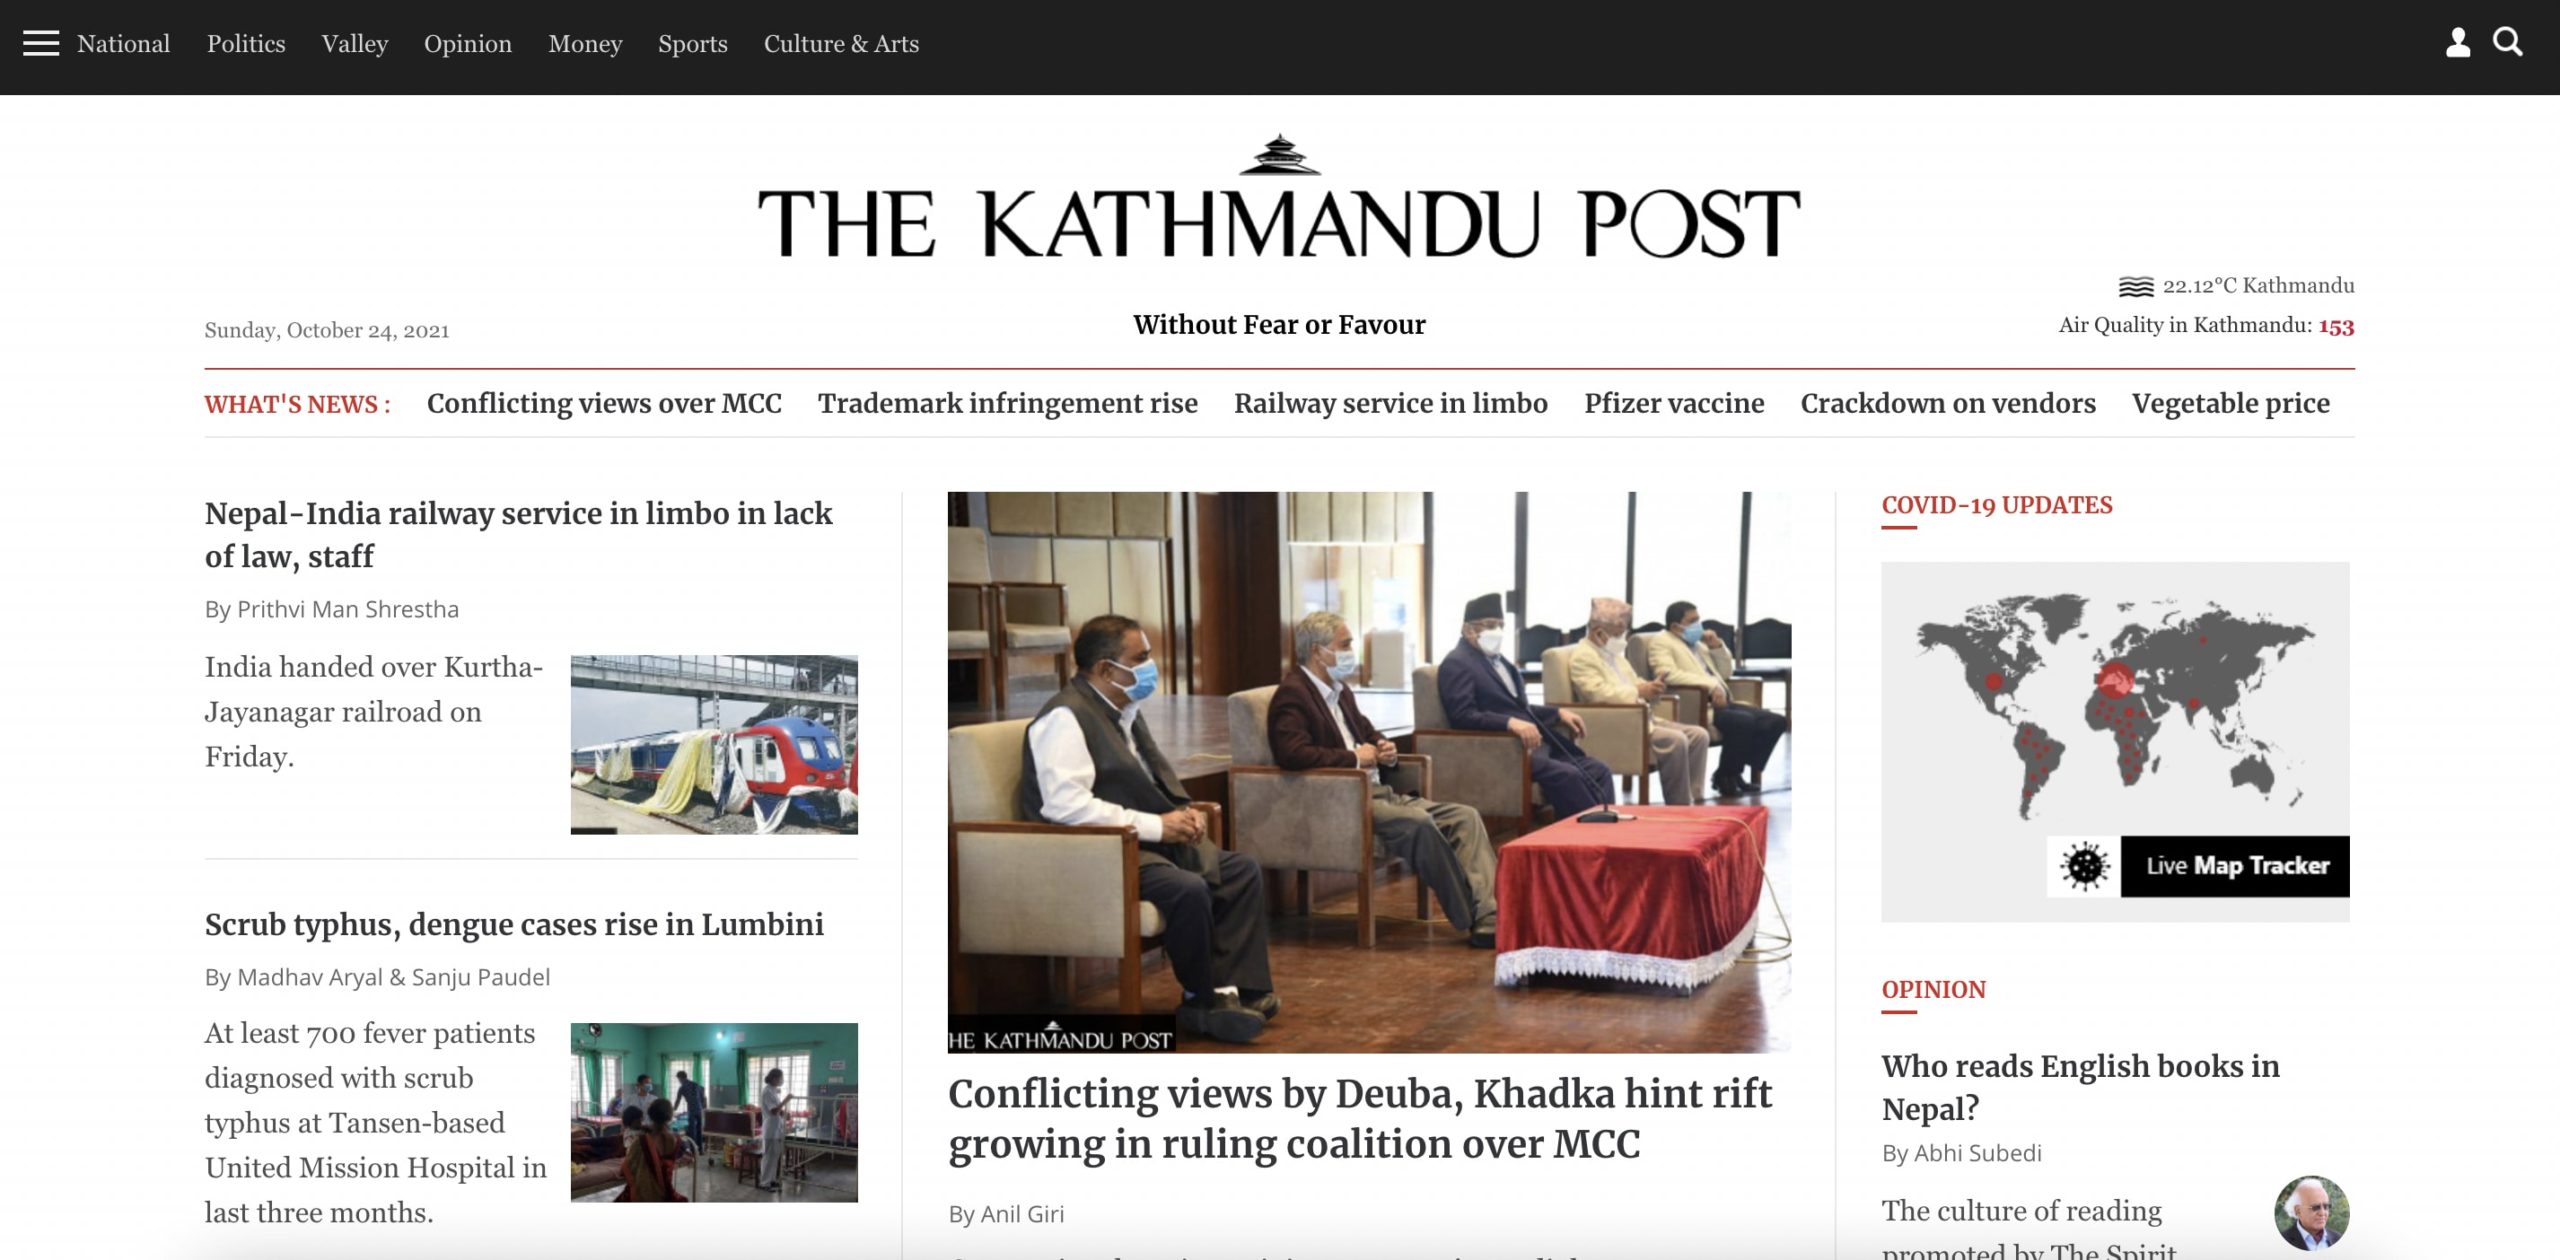 National Politics Valley Opinion Money Sports Culture & Arts
THE KATHMANDU POST
22.12°C Kathmandu
Sunday, October 24, 2021
Without Fear or Favour
Air Quality in Kathmandu: 153
WHAT'S NEWS : Conflicting views over MCC Trademark infringement rise Railway service in limbo Pfizer vaccine Crackdown on vendors Vegetable price
Nepal-India railway service in limbo in lack
of law, staff
By Prithvi Man Shrestha
India handed over Kurtha-
Jayanagar railroad on
Friday.
Scrub typhus, dengue cases rise in Lumbini
By Madhav Aryal & Sanju Paudel
At least 700 fever patients
diagnosed with scrub
typhus at Tansen-based
United Mission Hospital in
last three months.
HE KATHMANDU POST
Conflicting views by Deuba, Khadka hint rift
growing in ruling coalition over MCC
By Anil Giri
COVID-19 UPDATES
Live Map Tracker
OPINION
Who reads English books in
Nepal?
By Abhi Subedi
The culture of reading
promoted by The Spirit